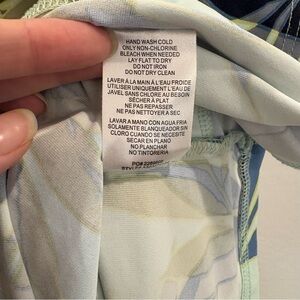 HAND WASH COLD
ONLY NON-CHLORINE
BLEACH WHEN NEEDED
LAY FLAT TO DRY
DO NOT IRON
DO NOT DRY CLEAN
LAVER À LA MAIN À L'EAU FROIDE
UTILISER UNIQUEMENT L'EAU DE
JAVEL SANS CHLORE AU BESOIN
SÉCHER À PLAT
NE PAS REPASSER
NE PAS NETTOYER A SEC
LAVAR A MANO CON AGUA FRIA
SOLAMENTE BLANQUEADOR SIN
CLORO CUANDO SE NECESITE
SECAR EN PLANO
NO PLANCHAR
NO TINTORERIA
PO#